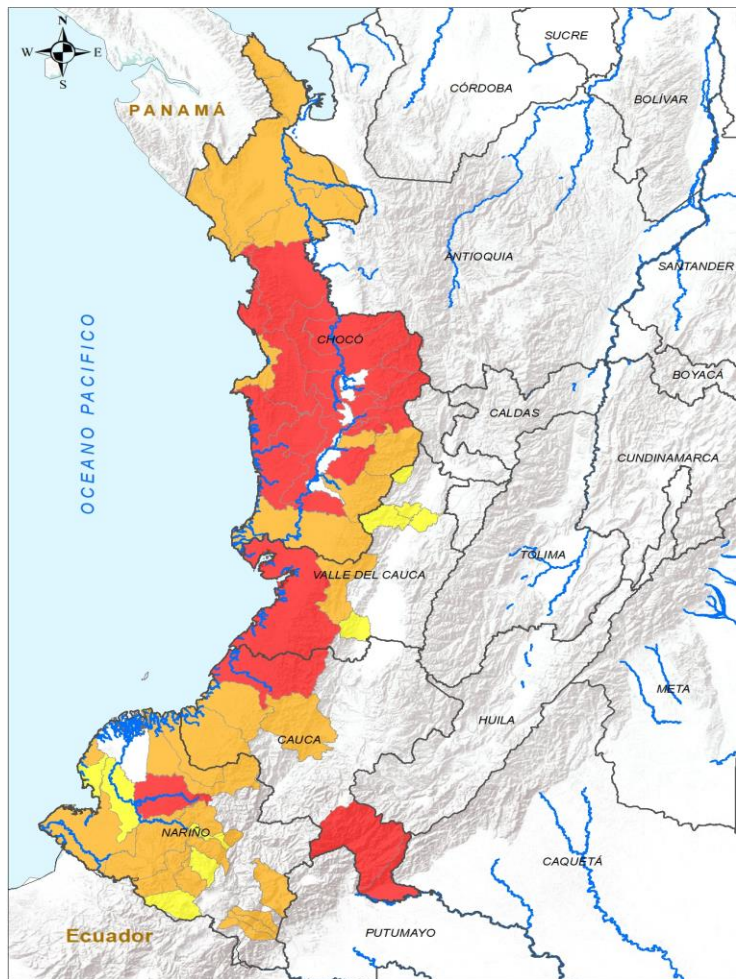 N
W E
S
PANAMÁ
SUCRE
CÓRDOBA
BOLÍVAR
ANTIOQUIA
SANTANDER
OCEANO PACIFICO
CHOCÓ
BOYACÁ
CALDAS
CUNDINAMARCA
TOLIMA
VALLE DEL CAUCA
META
HUILA
CAUCA
NARIÑO
CAQUETÁ
PUTUMAYO
Ecuador